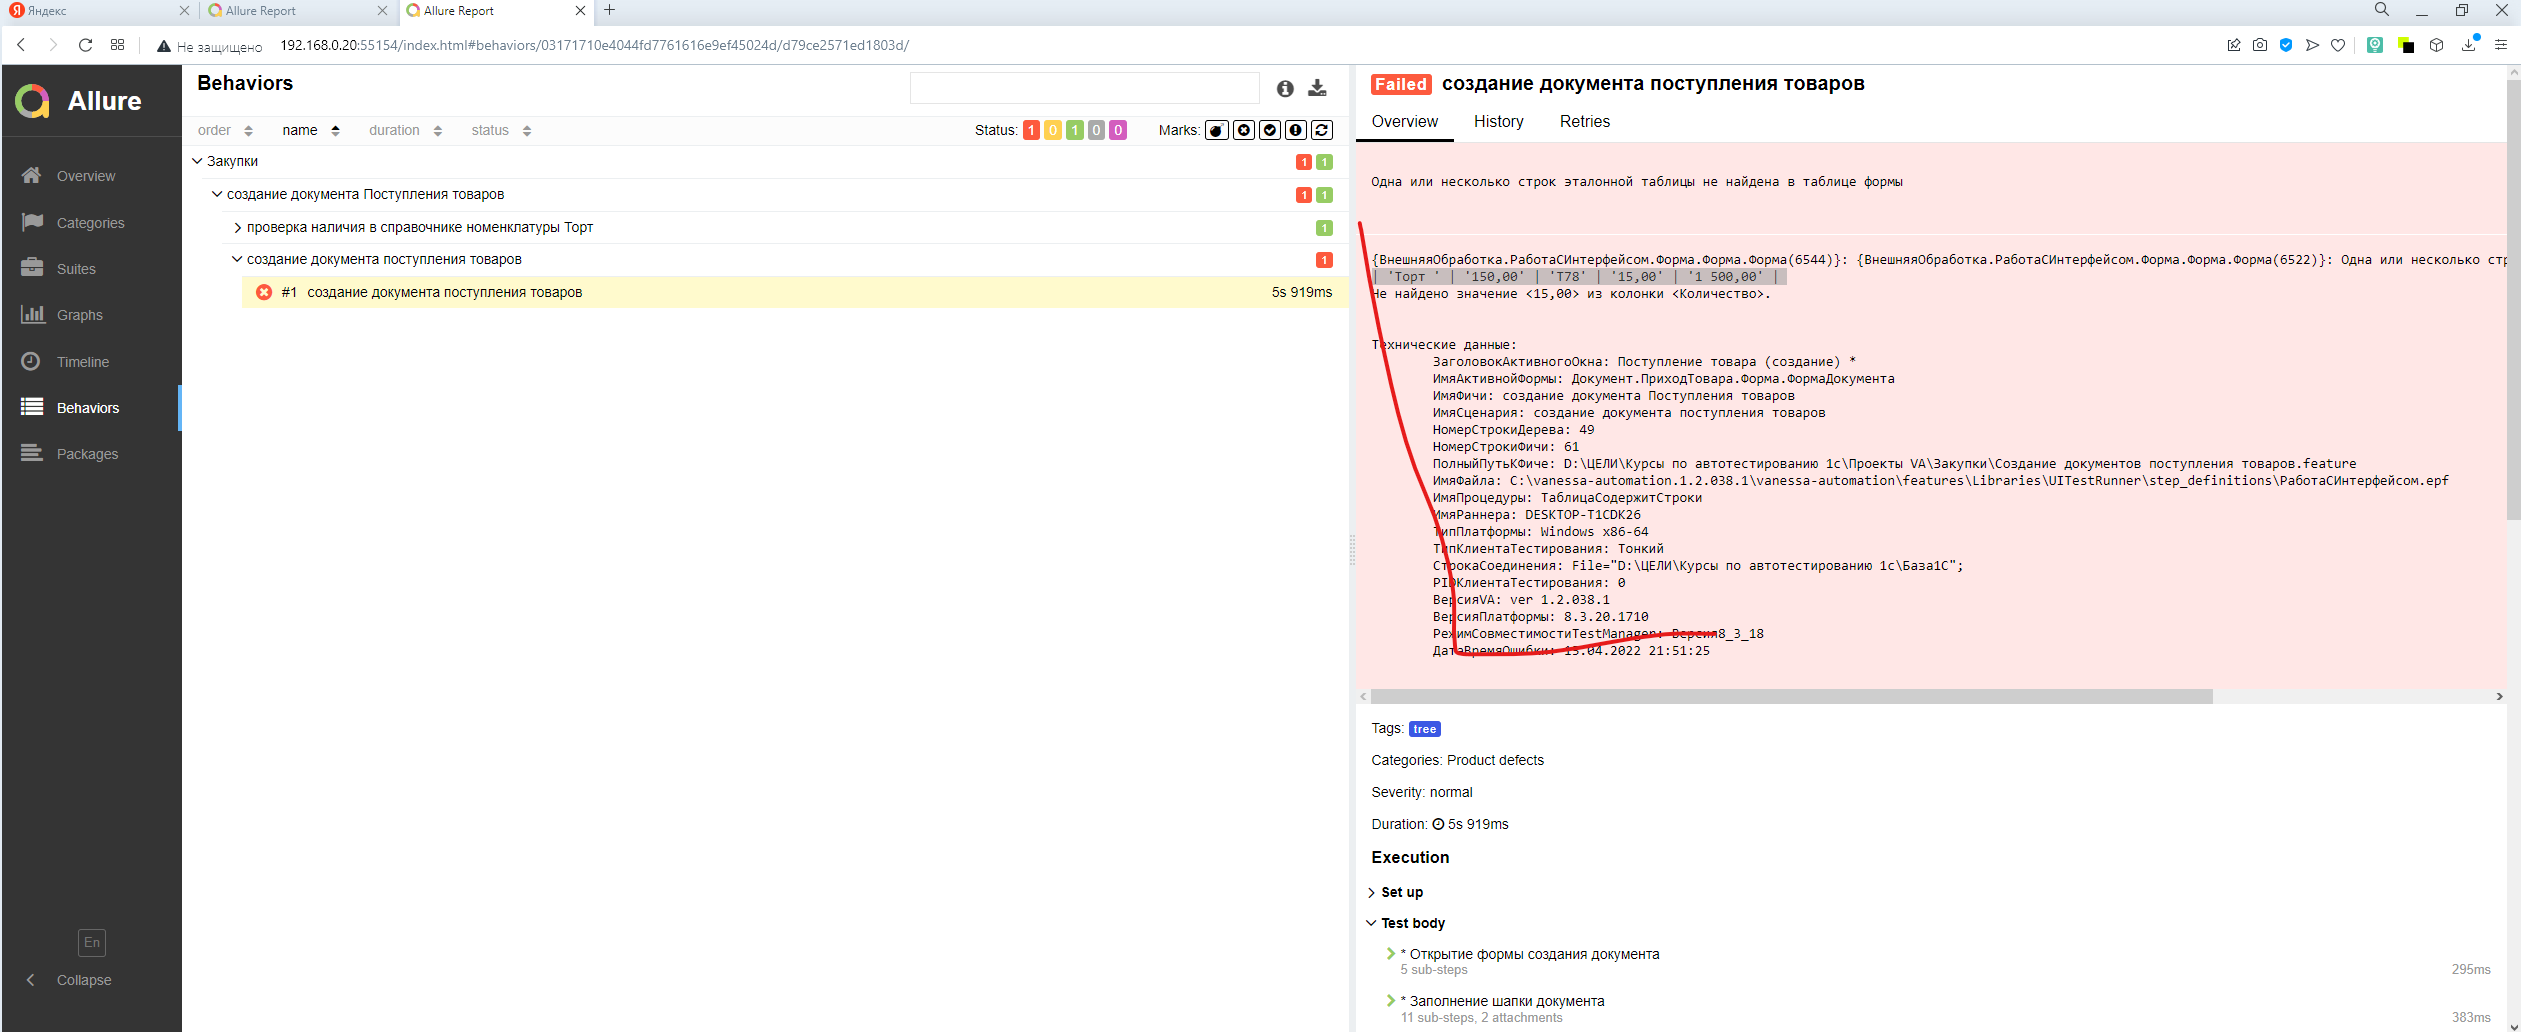 Яндекс
Allure Report
Allure Report
Не защищено
192.168.0.20:55154/index.html#behaviors/03171710e4044fd7761616e9ef45024d/d79ce2571ed1803d/
Allure
Overview
Categories
Suites
Graphs
Timeline
Behaviors
Packages
En
Collapse
Behaviors
order name duration status
Status: 1 0 1 0 0 Marks:
Закупки 1 1
создание документа Поступления товаров 1 1
проверка наличия в справочнике номенклатуры Торт 1
создание документа поступления товаров 1
#1 создание документа поступления товаров 5s 919ms
Failed создание документа поступления товаров
Overview History Retries
Одна или несколько строк эталонной таблицы не найдена в таблице формы
{ВнешняяОбработка.РаботаСИнтерфейсом.Форма.Форма.Форма(6544)}: {ВнешняяОбработка.РаботаСИнтерфейсом.Форма.Форма.Форма(6522)}: Одна или несколько стр
| 'Торт ' | '150,00' | 'Т78' | '15,00' | '1 500,00' |
Не найдено значение <15,00> из колонки <Количество>.
Технические данные:
ЗаголовокАктивногоОкна: Поступление товара (создание) *
ИмяАктивнойФормы: Документ.ПриходТовара.Форма.ФормаДокумента
ИмяФичи: создание документа Поступления товаров
ИмяСценария: создание документа поступления товаров
НомерСтрокиДерева: 49
НомерСтрокиФичи: 61
ПолныйПутьКФиче: D:\ЦЕЛИ\Курсы по автотестированию 1с\Проекты VA\Закупки\Создание документов поступления товаров.feature
ИмяФайла: C:\vanessa-automation.1.2.038.1\vanessa-automation\features\Libraries\UITestRunner\step_definitions\РаботаСИнтерфейсом.epf
ИмяПроцедуры: ТаблицаСодержитСтроки
ИмяРаннера: DESKTOP-T1CDK26
ТипПлатформы: Windows x86-64
ТипКлиентаТестирования: Тонкий
СтрокаСоединения: File="D:\ЦЕЛИ\Курсы по автотестированию 1с\База1С";
PIDКлиентаТестирования: 0
ВерсияVA: ver 1.2.038.1
ВерсияПлатформы: 8.3.20.1710
РежимСовместимостиTestManager: Версия8_3_18
ДатаВремяОшибки: 15.04.2022 21:51:25
Tags: tree
Categories: Product defects
Severity: normal
Duration: 5s 919ms
Execution
Set up
Test body
* Открытие формы создания документа
5 sub-steps 295ms
* Заполнение шапки документа
11 sub-steps, 2 attachments 383ms